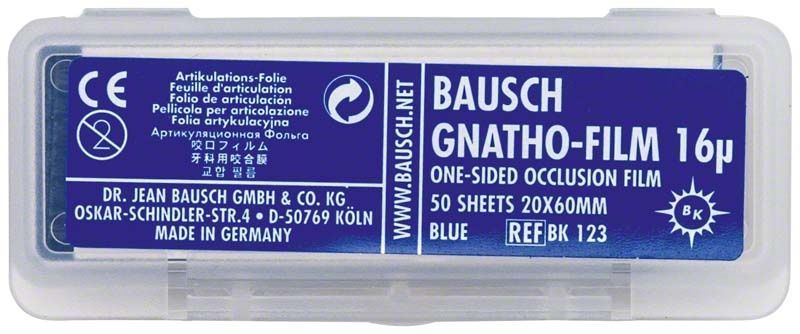 CE
2
Artikulations-Folie
Feuille d'articulation
Folio de articulación
Pellicola per articolazione
Folia artykulacyjna
Артикуляционная Фольга
咬口フィルム
牙科用咬合膜
교합 필름
DR. JEAN BAUSCH GMBH & CO. KG
OSKAR-SCHINDLER-STR.4 • D-50769 KÖLN
MADE IN GERMANY
WWW.BAUSCH.NET
BAUSCH
GNATHO-FILM 16µ
ONE-SIDED OCCLUSION FILM
50 SHEETS 20X60MM
BLUE REF BK 123
BK